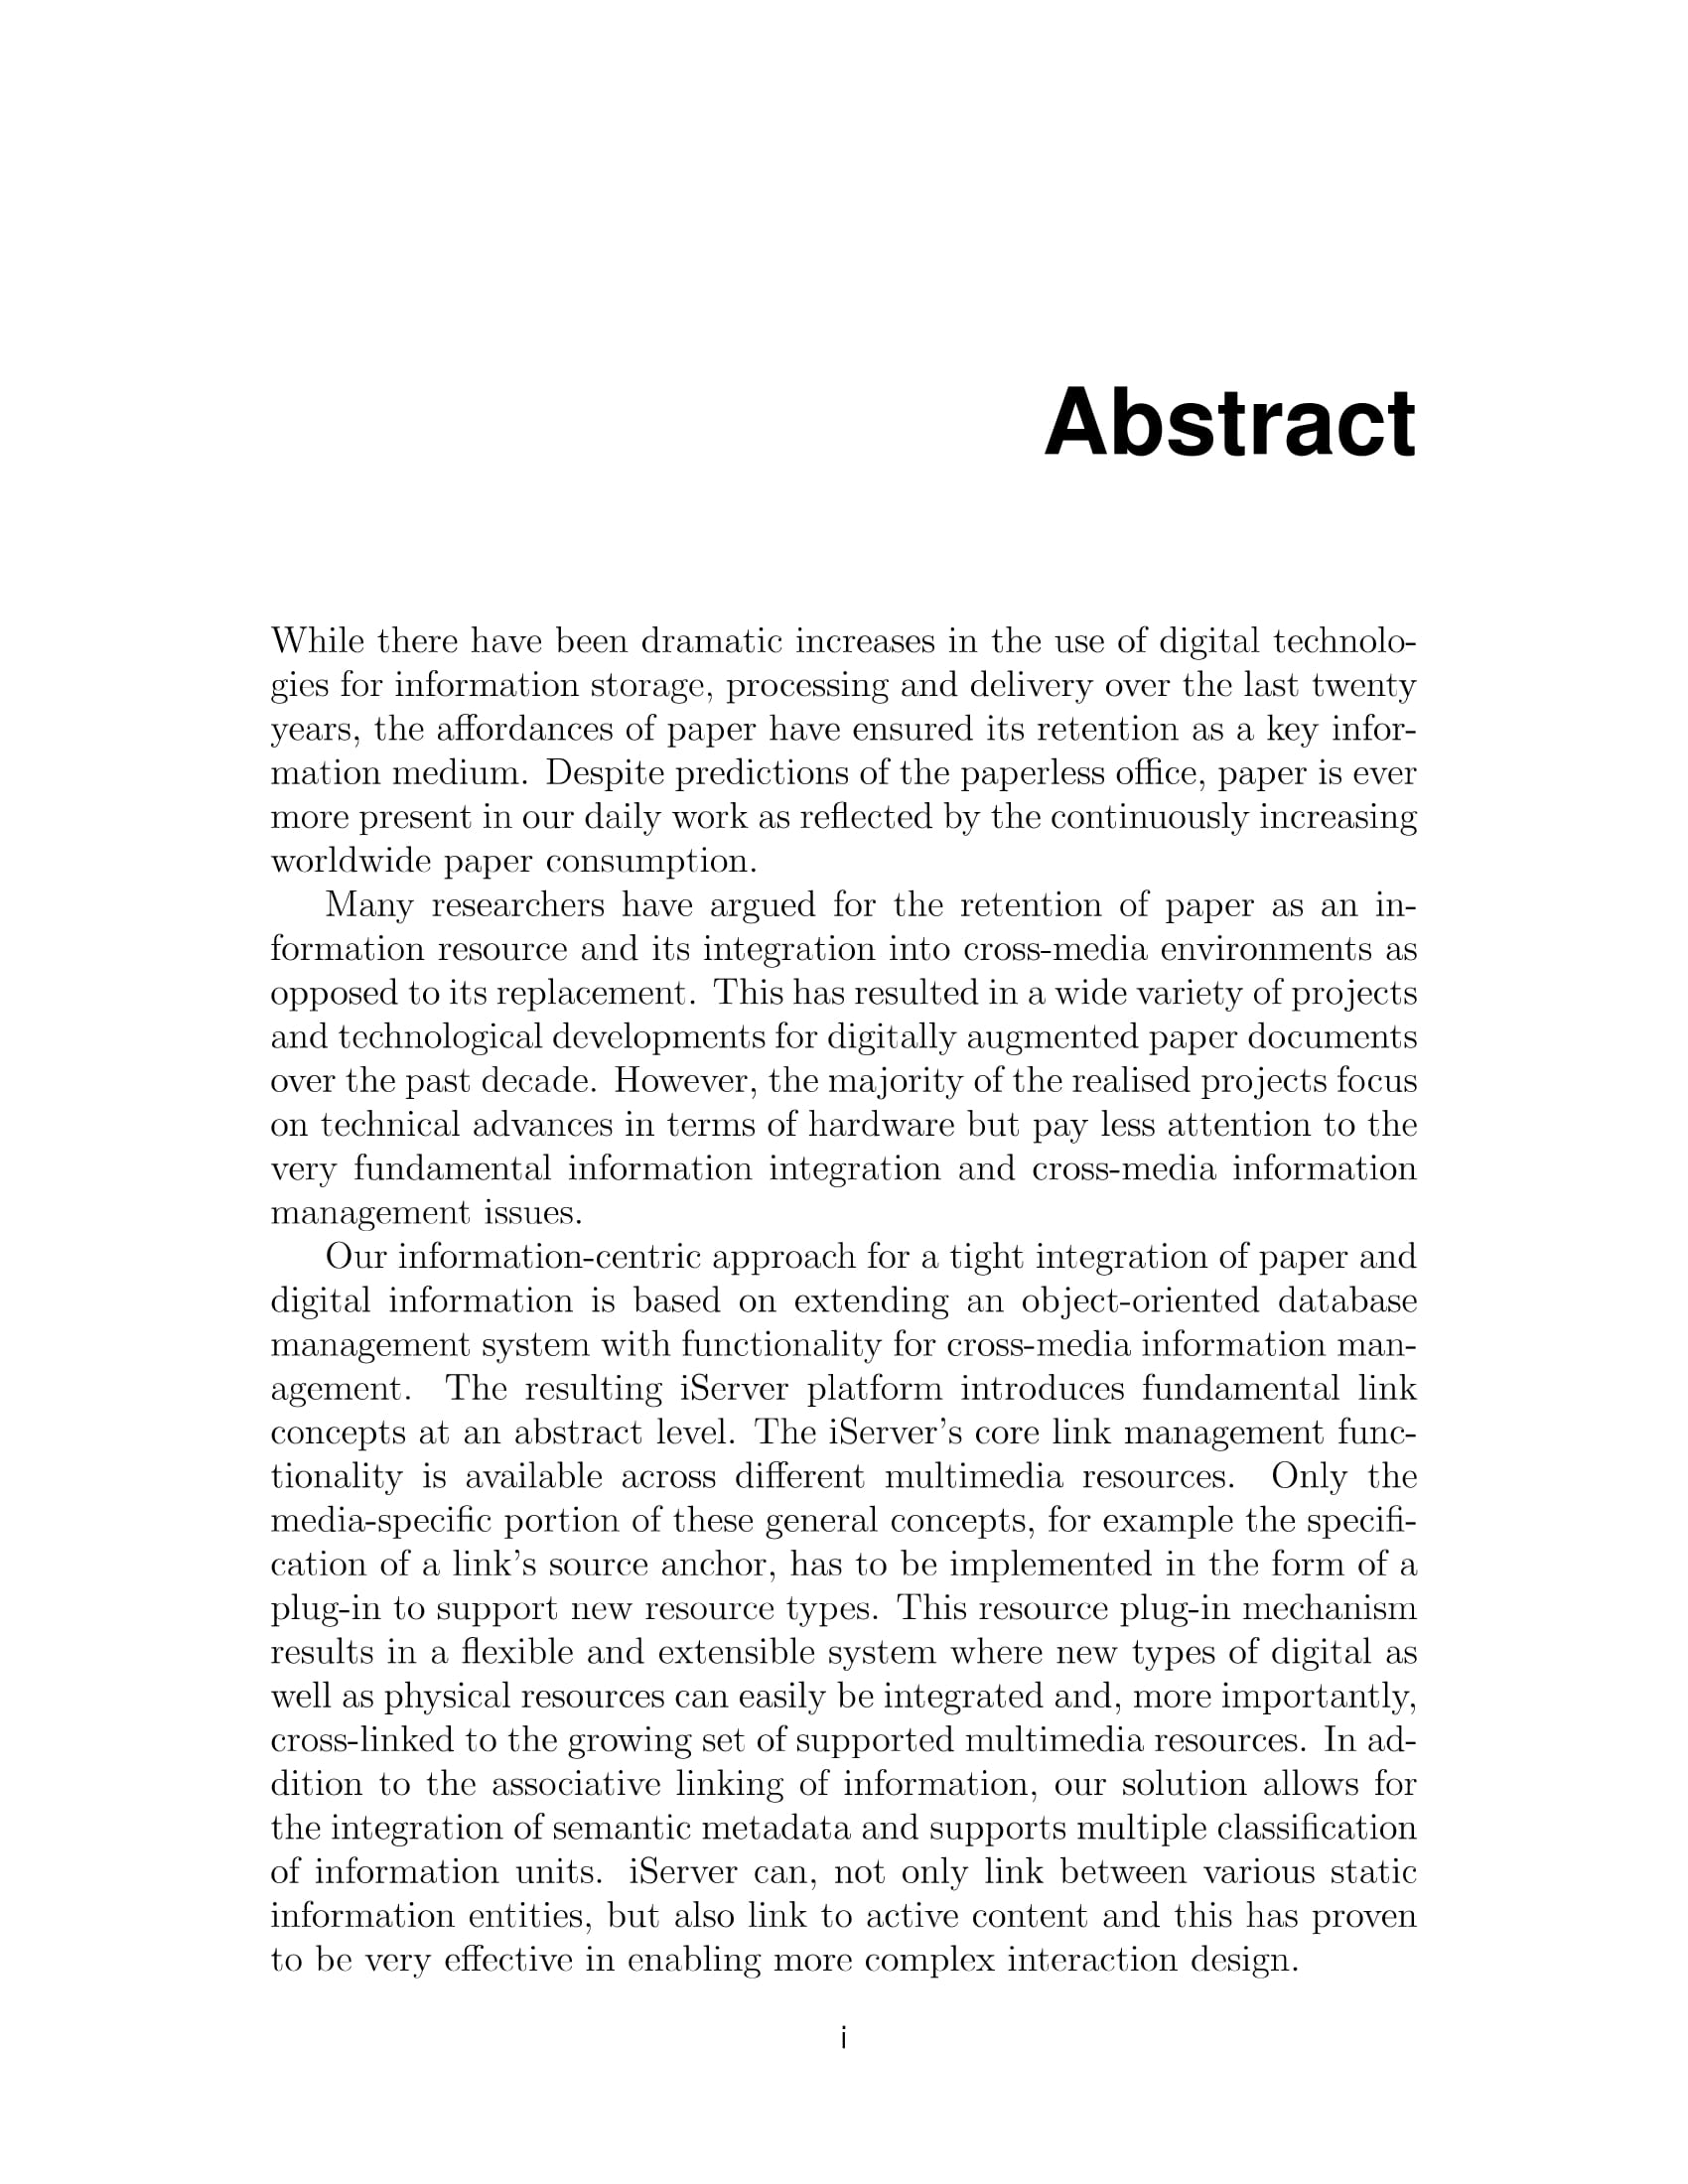 Abstract
While there have been dramatic increases in the use of digital technolo-
gies for information storage, processing and delivery over the last twenty
years, the affordances of paper have ensured its retention as a key infor-
mation medium. Despite predictions of the paperless office, paper is ever
more present in our daily work as reflected by the continuously increasing
worldwide paper consumption.
Many researchers have argued for the retention of paper as an in-
formation resource and its integration into cross-media environments as
opposed to its replacement. This has resulted in a wide variety of projects
and technological developments for digitally augmented paper documents
over the past decade. However, the majority of the realised projects focus
on technical advances in terms of hardware but pay less attention to the
very fundamental information integration and cross-media information
management issues.
Our information-centric approach for a tight integration of paper and
digital information is based on extending an object-oriented database
management system with functionality for cross-media information man-
agement. The resulting iServer platform introduces fundamental link
concepts at an abstract level. The iServer's core link management func-
tionality is available across different multimedia resources. Only the
media-specific portion of these general concepts, for example the specifi-
cation of a link's source anchor, has to be implemented in the form of a
plug-in to support new resource types. This resource plug-in mechanism
results in a flexible and extensible system where new types of digital as
well as physical resources can easily be integrated and, more importantly,
cross-linked to the growing set of supported multimedia resources. In ad-
dition to the associative linking of information, our solution allows for
the integration of semantic metadata and supports multiple classification
of information units. iServer can, not only link between various static
information entities, but also link to active content and this has proven
to be very effective in enabling more complex interaction design.
i